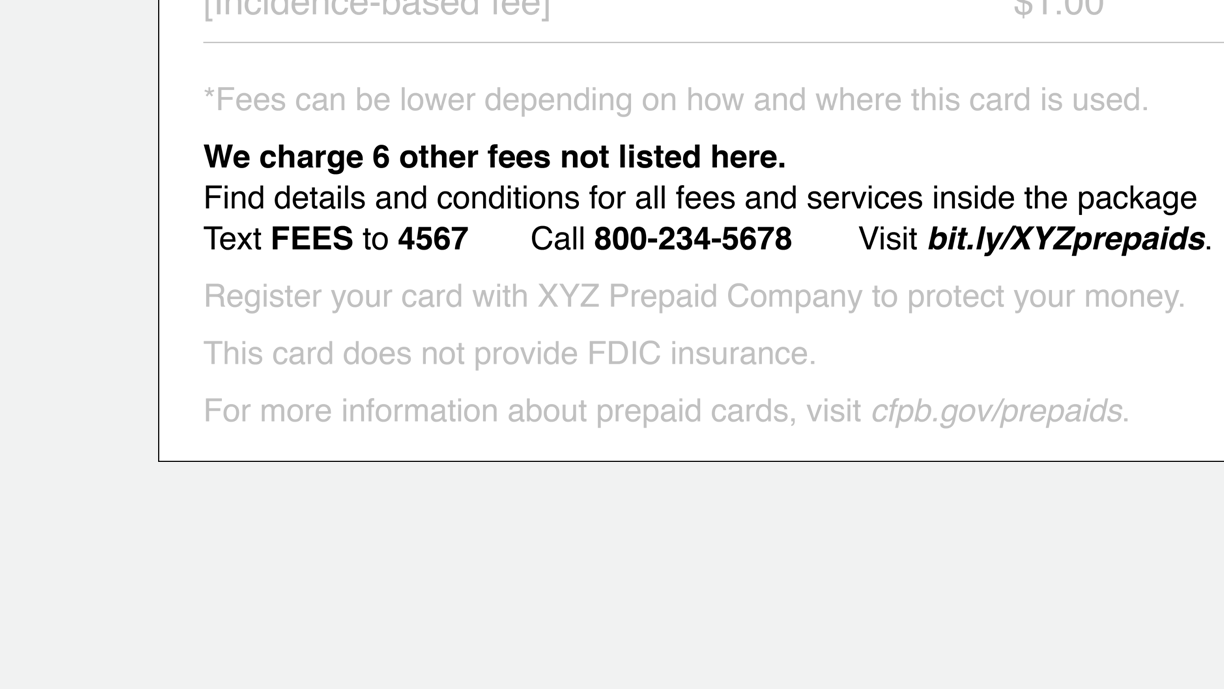 [Incidence-based fee] $1.00
*Fees can be lower depending on how and where this card is used.
We charge 6 other fees not listed here.
Find details and conditions for all fees and services inside the package
Text FEES to 4567 Call 800-234-5678 Visit bit.ly/XYZprepaids.
Register your card with XYZ Prepaid Company to protect your money.
This card does not provide FDIC insurance.
For more information about prepaid cards, visit cfpb.gov/prepaids.